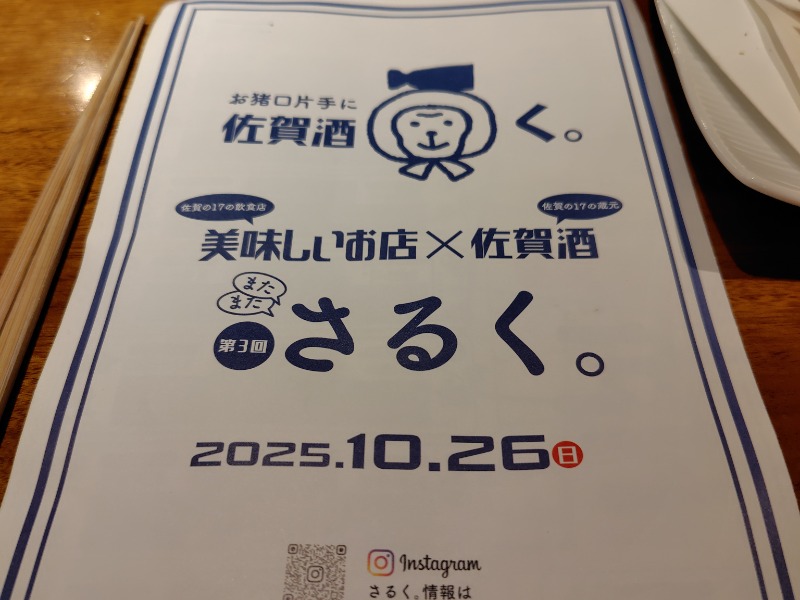 お猪口片手に
佐賀酒 く。
佐賀の17の飲食店
佐賀の17の蔵元
美味しいお店×佐賀酒
また
また
第3回
さるく。
2025.10.26日
Instagram
さるく。情報は